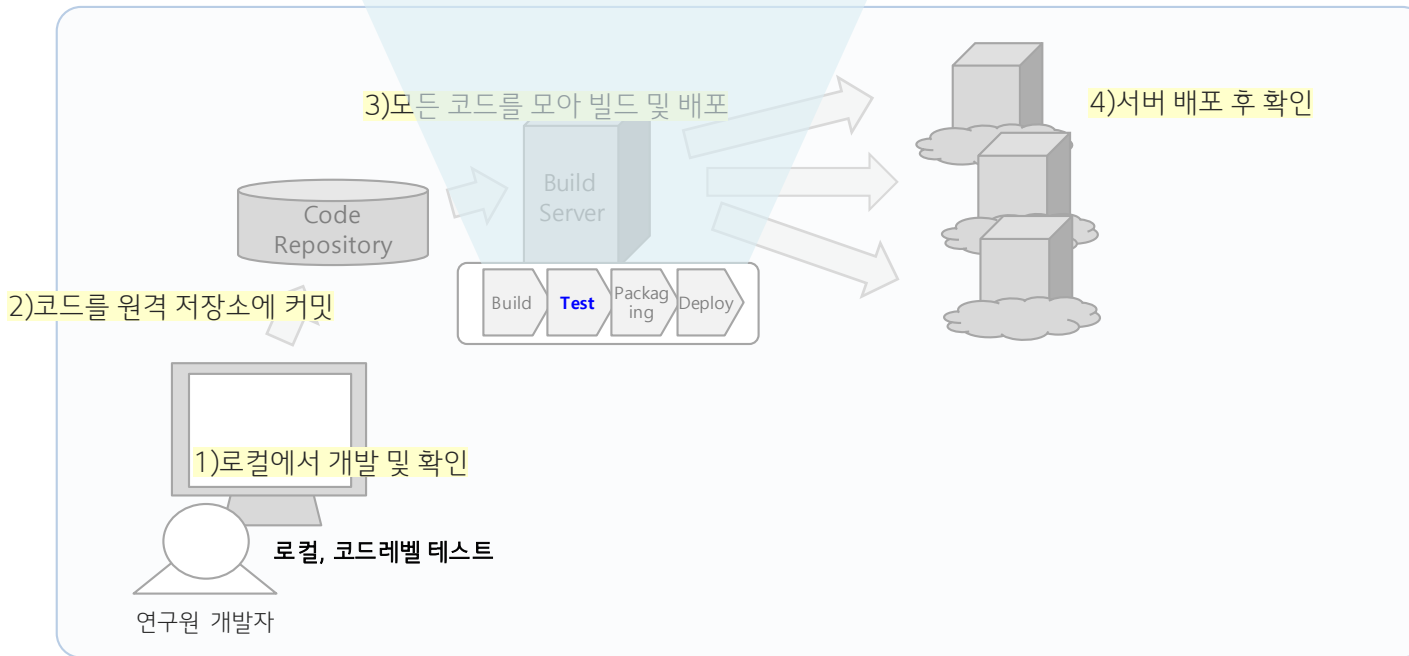 3)모든 코드를 모아 빌드 및 배포
4)서버 배포 후 확인
Build
Server
Code
Repository
2)코드를 원격 저장소에 커밋
Build
Test
Packag
ing
Deploy
1)로컬에서 개발 및 확인
로컬, 코드레벨 테스트
연구원 개발자